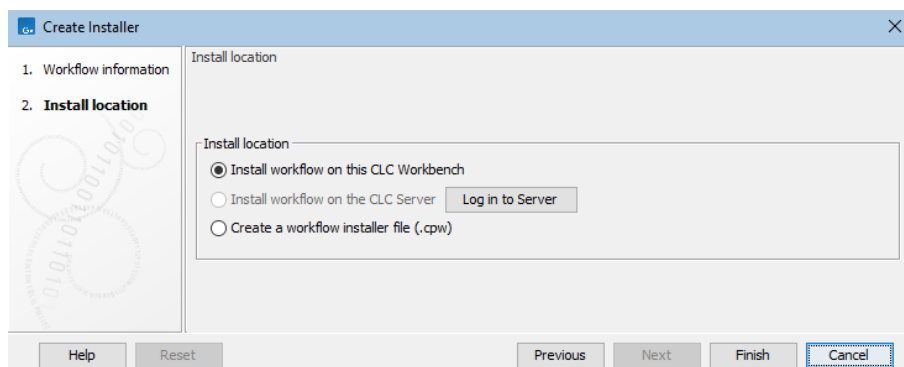 Create Installer
1. Workflow information
2. Install location
Install location
Install location
Install workflow on this CLC Workbench
Install workflow on the CLC Server Log in to Server
Create a workflow installer file (.cpw)
Help Reset Previous Next Finish Cancel